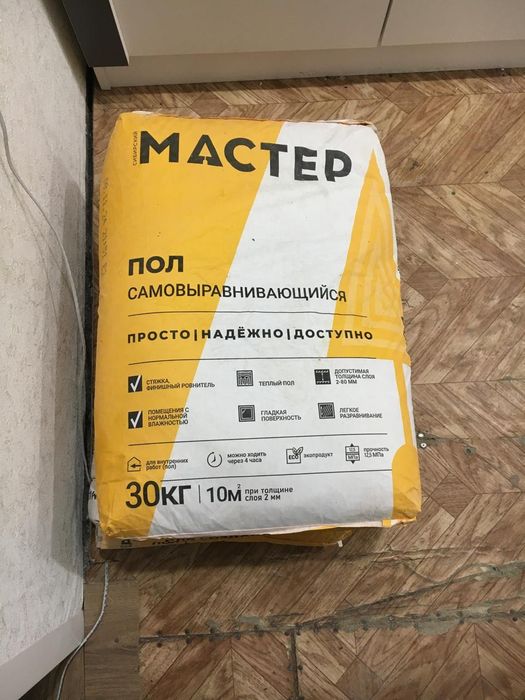 СИБИРСКИЙ
МАСТЕР
ПОЛ
САМОВЫРАВНИВАЮЩИЙСЯ
ПРОСТО | НАДЁЖНО | ДОСТУПНО
СТЯЖКА,
ФИНИШНЫЙ РОВНИТЕЛЬ
ТЕПЛЫЙ ПОЛ
ДОПУСТИМАЯ
ТОЛЩИНА СЛОЯ
2-80 ММ
ПОМЕЩЕНИЯ С
НОРМАЛЬНОЙ
ВЛАЖНОСТЬЮ
ГЛАДКАЯ
ПОВЕРХНОСТЬ
ЛЕГКОЕ
РАЗРАВНИВАНИЕ
для внутренних
работ (пол)
можно ходить
через 4 часа
ECO
экопродукт
прочность
12,5 МПа
30КГ | 10М² при толщине
слоя 2 мм